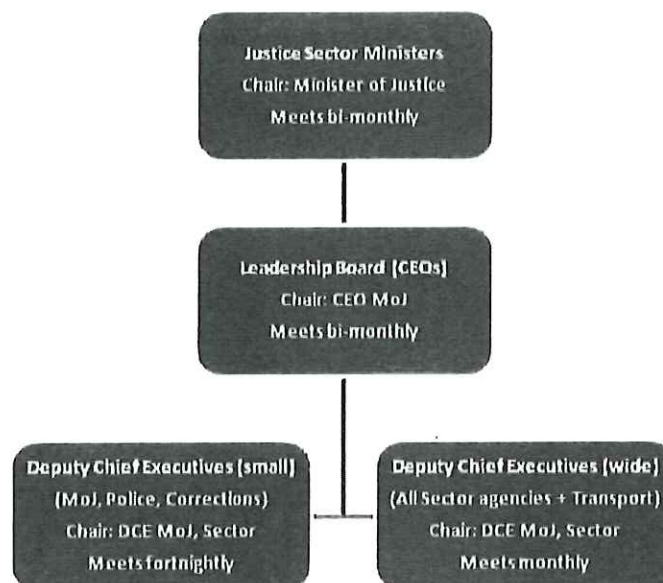 Justice Sector Ministers
Chair: Minister of Justice
Meets bi-monthly
Leadership Board (CEOs)
Chair: CEO MoJ
Meets bi-monthly
Deputy Chief Executives (small)
(MoJ, Police, Corrections)
Chair: DCE MoJ, Sector
Meets fortnightly
Deputy Chief Executives (wide)
(All Sector agencies + Transport)
Chair: DCE MoJ, Sector
Meets monthly